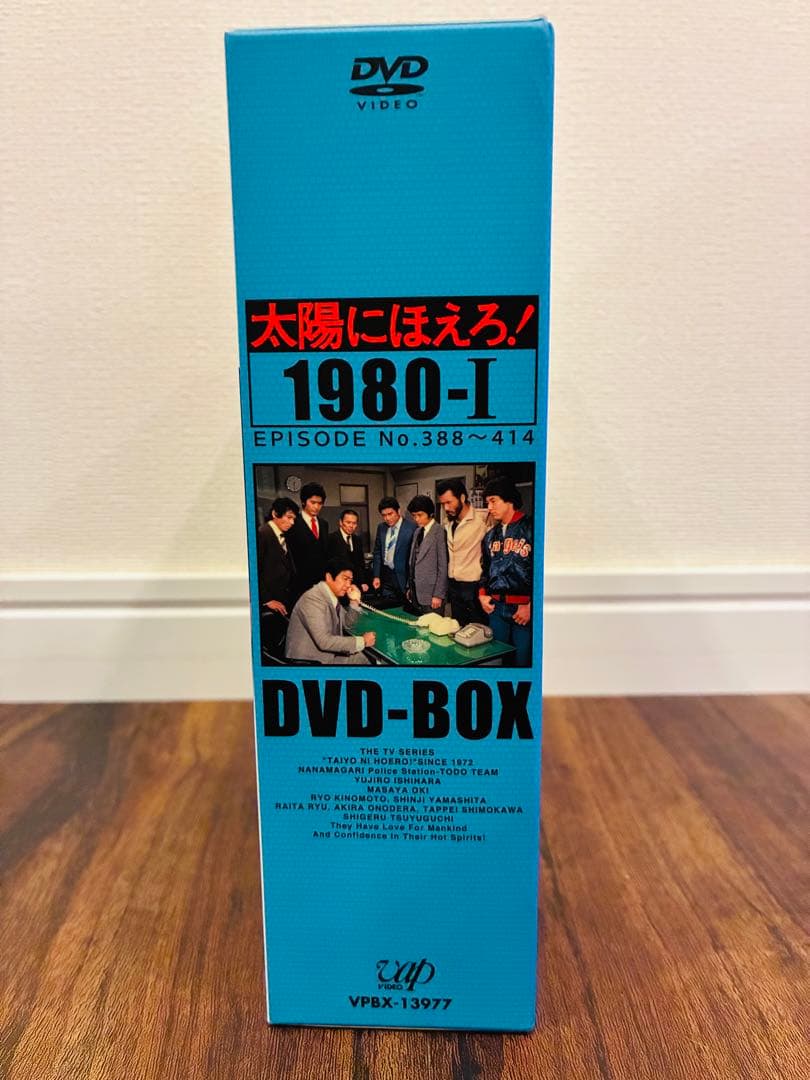 DVD
VIDEO
太陽にほえろ!
1980-I
EPISODE No.388〜414
Angels
DVD-BOX
THE TV SERIES
"TAIYO NI HOERO!"SINCE 1972
NANAMAGARI Police Station-TODO TEAM
YUJIRO ISHIHARA
MASAYA OKI
RYO KINOMOTO, SHINJI YAMASHITA
RAITA RYU, AKIRA ONODERA, TAPPEI SHIMOKAWA
SHIGERU TSUYUGUCHI
They Have Love For Mankind
And Confidence in Their Hot Spirits!
vap
VIDEO
VPBX-13977